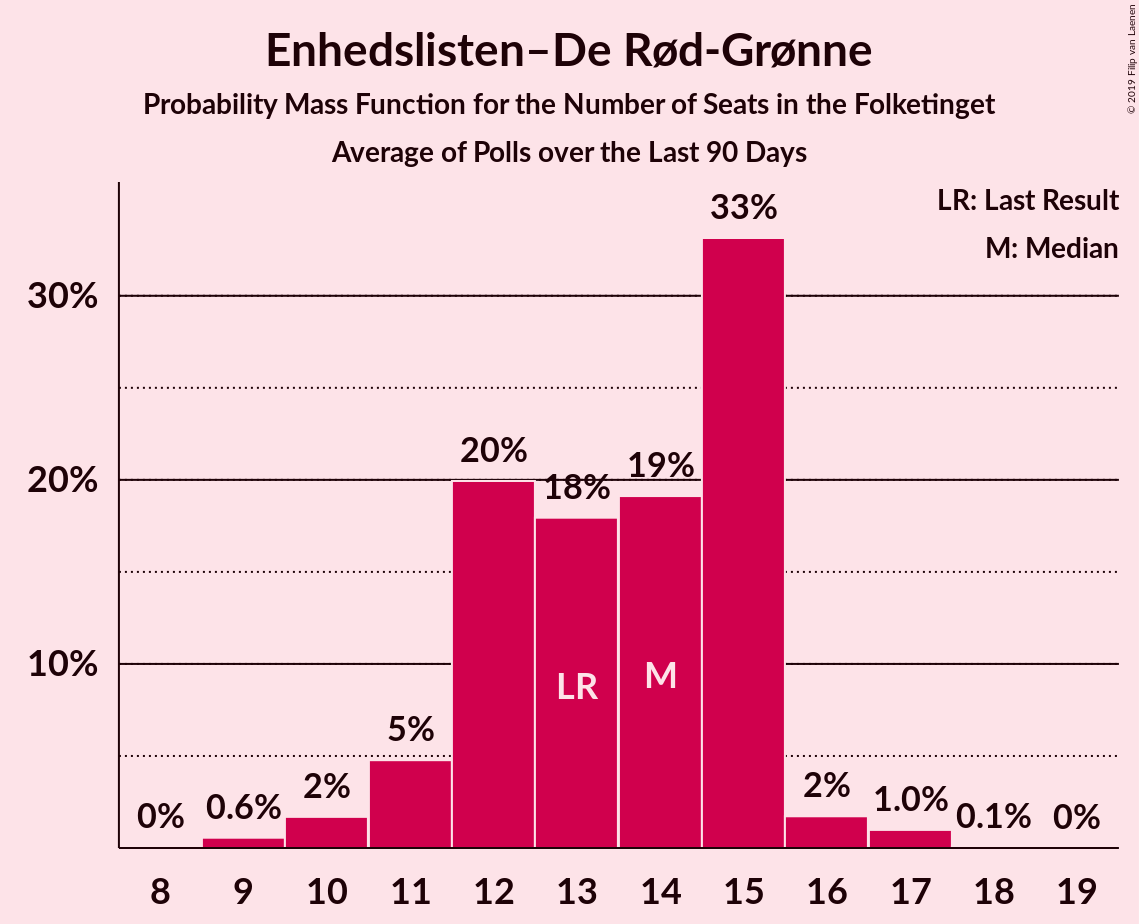 Enhedslisten–De Rød-Grønne
Probability Mass Function for the Number of Seats in the Folketinget
Average of Polls over the Last 90 Days
© 2019 Filip van Laenen
LR: Last Result
M: Median
33%
30%
20%
19%
20%
18%
10%
LR
M
5%
2%
2%
0%
0.6%
1.0%
0.1%
0%
8 9 10 11 12 13 14 15 16 17 18 19